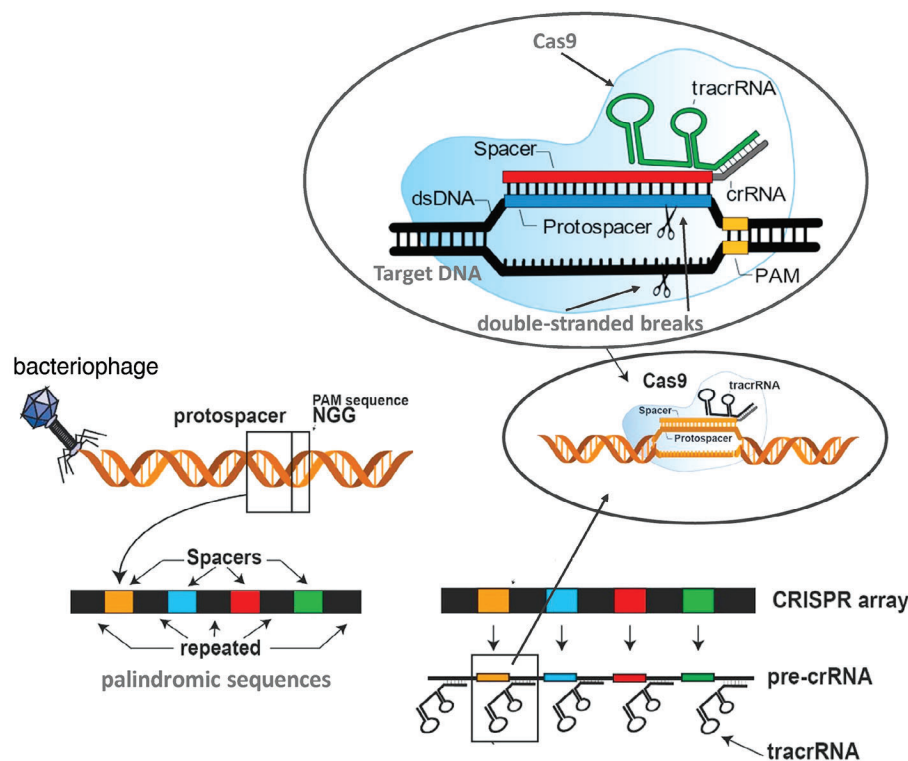 Cas9
tracrRNA
Spacer
crRNA
dsDNA
Protospacer
Target DNA
PAM
double-stranded breaks
bacteriophage
PAM sequence
protospacer
NGG
Cas9
tracrRNA
Spacer
Protospacer
Spacers
repeated
palindromic sequences
CRISPR array
pre-crRNA
tracrRNA